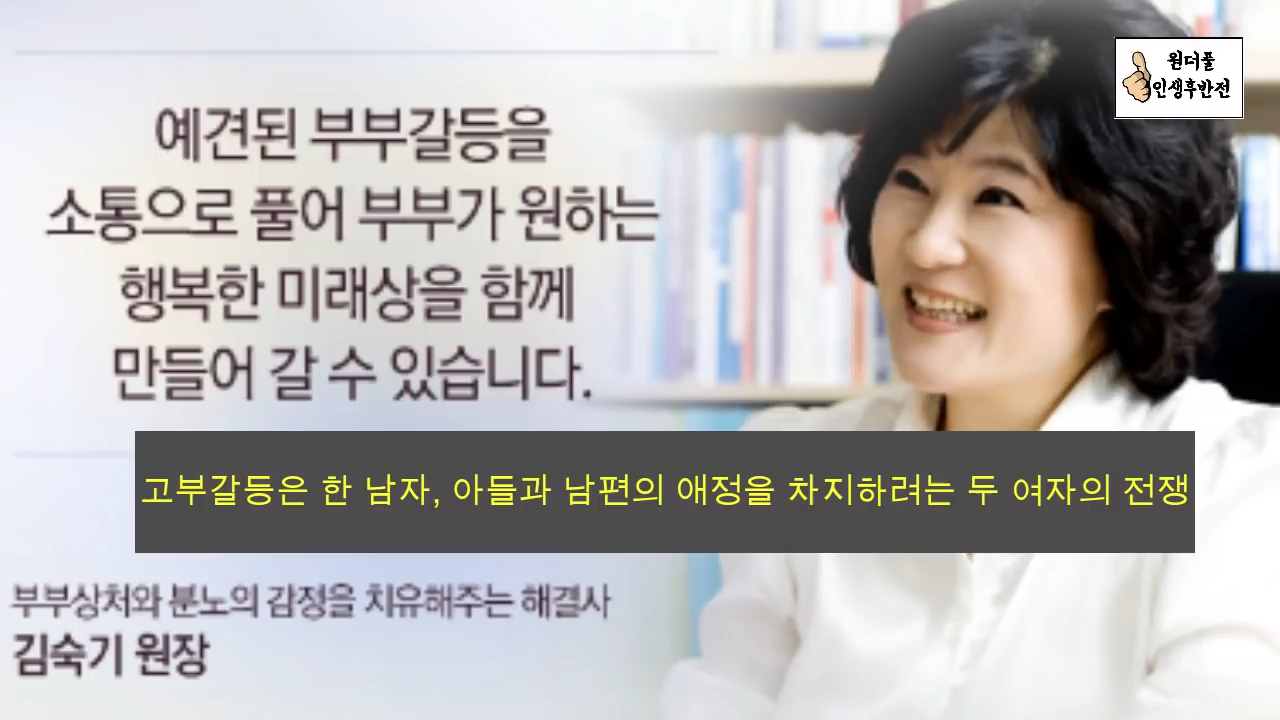 원더풀
인생후반전
예견된 부부갈등을
소통으로 풀어 부부가 원하는
행복한 미래상을 함께
만들어 갈 수 있습니다.
고부갈등은 한 남자, 아들과 남편의 애정을 차지하려는 두 여자의 전쟁
부부상처와 분노의 감정을 치유해주는 해결사
김숙기 원장